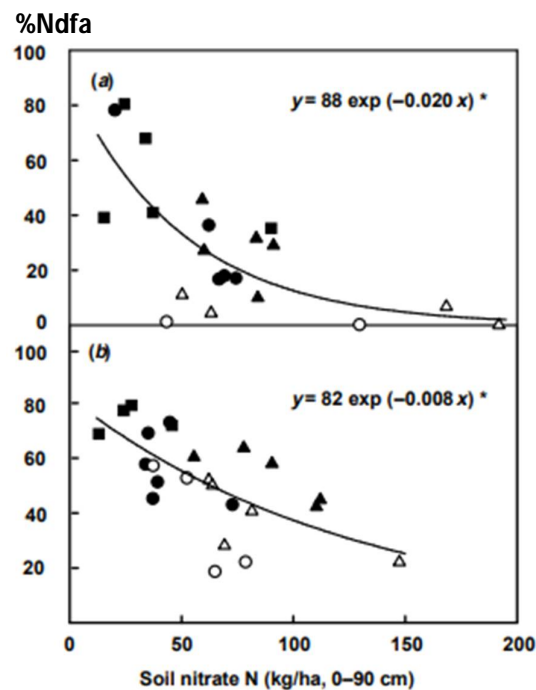 %Ndfa
100
(a)
y = 88 exp (–0.020 x) *
80
60
40
20
0
100
(b)
y = 82 exp (–0.008 x) *
80
60
40
20
0 50 100 150 200
Soil nitrate N (kg/ha, 0–90 cm)